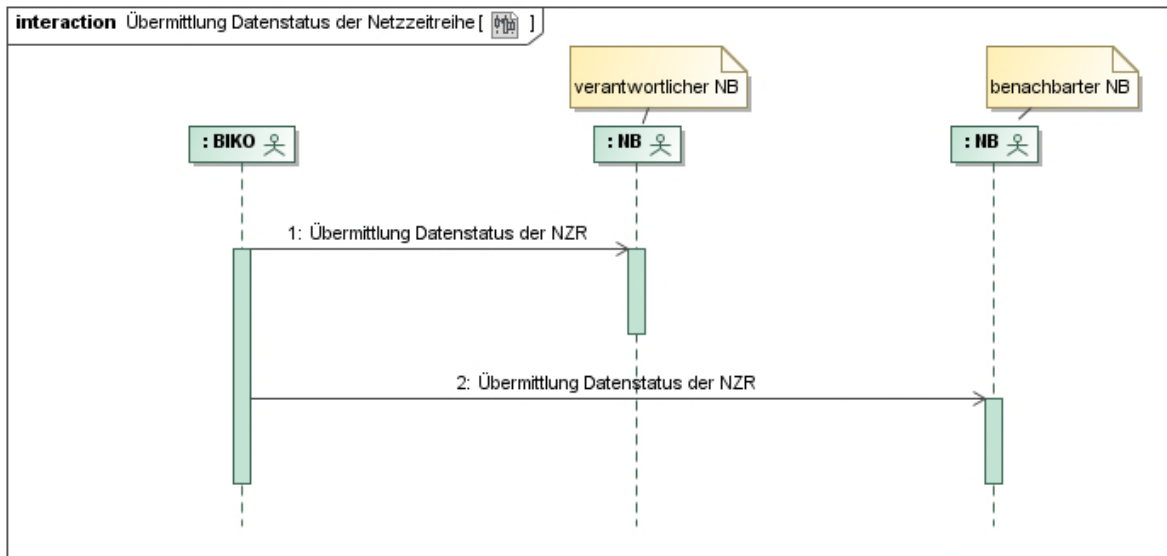 interaction Übermittlung Datenstatus der Netzzeitreihe [ ]
verantwortlicher NB
benachbarter NB
: BIKO
: NB
: NB
1: Übermittlung Datenstatus der NZR
2: Übermittlung Datenstatus der NZR